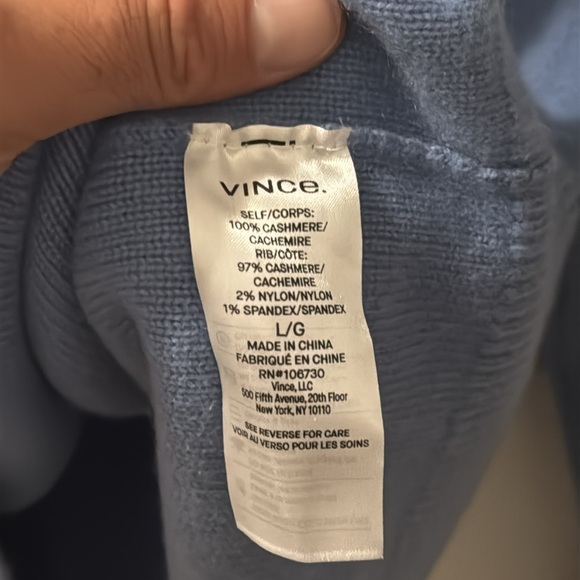 VINCE.
SELF/CORPS:
100% CASHMERE/
CACHEMIRE
RIB/CÔTE:
97% CASHMERE/
CACHEMIRE
2% NYLON/NYLON
1% SPANDEX/SPANDEX
L/G
MADE IN CHINA
FABRIQUÉ EN CHINE
RN#106730
Vince, LLC
500 Fifth Avenue, 20th Floor
New York, NY 10110
SEE REVERSE FOR CARE
VOIR AU VERSO POUR LES SOINS